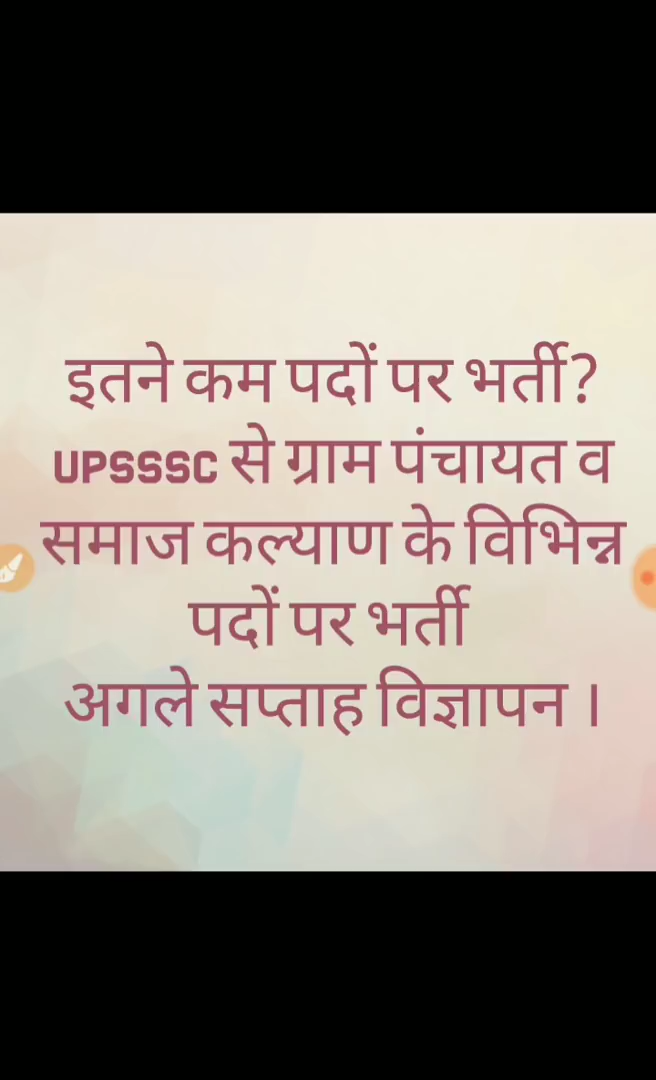 इतने कम पदों पर भर्ती?
UPSSSC से ग्राम पंचायत व
समाज कल्याण के विभिन्न
पदों पर भर्ती
अगले सप्ताह विज्ञापन ।